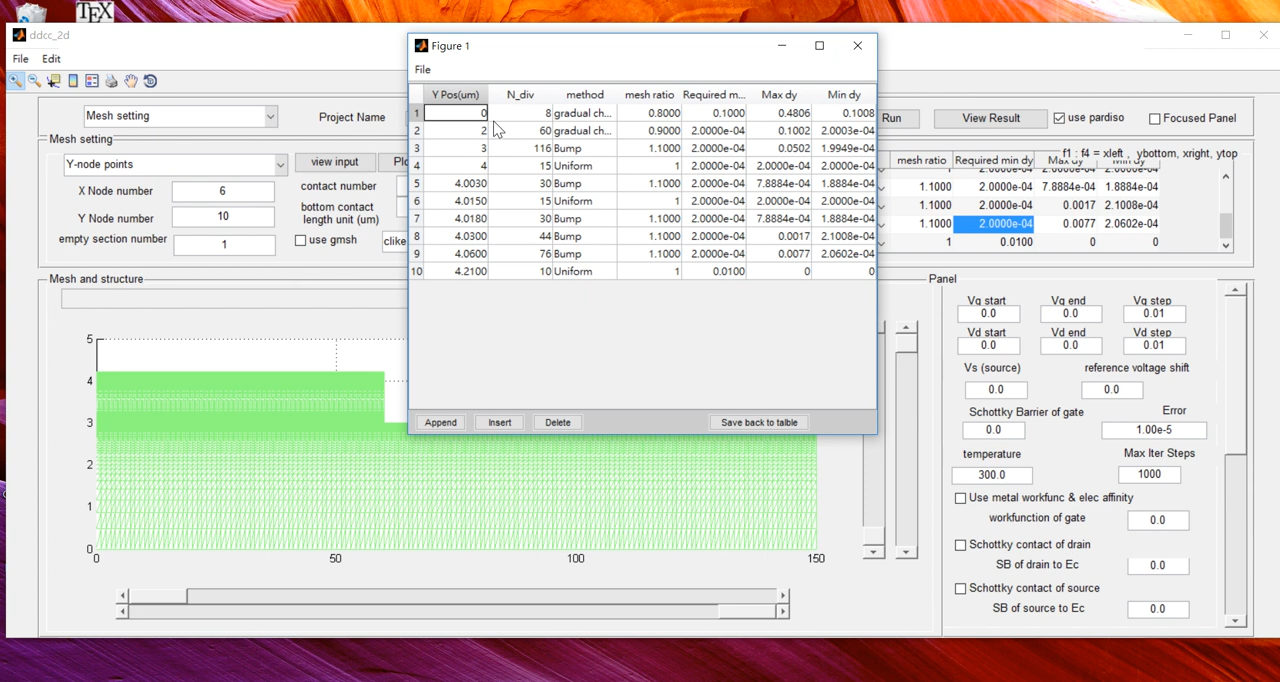 TEX
ddcc_2d
File Edit
Mesh setting
Project Name
Run
View Result
use pardiso
Focused Panel
Mesh setting
Y-node points
view input
X Node number
6
Y Node number
10
empty section number
1
contact number
bottom contact
length unit (um)
use gmsh
f1 : f4 = xleft , ybottom, xright, ytop
mesh ratio Required min dy
1.1000 2.0000e-04 7.8884e-04 1.8884e-04
1.1000 2.0000e-04 0.0017 2.1008e-04
1.1000 2.0000e-04 0.0077 2.0602e-04
1 0.0100 0 0
Figure 1
File
Y Pos(um) N_div method mesh ratio Required m... Max dy Min dy
1 0 8 gradual ch... 0.8000 0.1000 0.4806 0.1008
2 2 60 gradual ch... 0.9000 2.0000e-04 0.1002 2.0003e-04
3 3 116 Bump 1.1000 2.0000e-04 0.0502 1.9949e-04
4 4 15 Uniform 1 2.0000e-04 2.0000e-04 2.0000e-04
5 4.0030 30 Bump 1.1000 2.0000e-04 7.8884e-04 1.8884e-04
6 4.0150 15 Uniform 1 2.0000e-04 2.0000e-04 2.0000e-04
7 4.0180 30 Bump 1.1000 2.0000e-04 7.8884e-04 1.8884e-04
8 4.0300 44 Bump 1.1000 2.0000e-04 0.0017 2.1008e-04
9 4.0600 76 Bump 1.1000 2.0000e-04 0.0077 2.0602e-04
10 4.2100 10 Uniform 1 0.0100 0 0
Append
Insert
Delete
Save back to talble
Mesh and structure
5
4
3
2
1
0
0 50 100 150
Panel
Vg start Vg end Vg step
0.0 0.0 0.01
Vd start Vd end Vd step
0.0 0.0 0.01
Vs (source) reference voltage shift
0.0 0.0
Schottky Barrier of gate Error
0.0 1.00e-5
temperature Max Iter Steps
300.0 1000
Use metal workfunc & elec affinity
workfunction of gate 0.0
Schottky contact of drain
SB of drain to Ec 0.0
Schottky contact of source
SB of source to Ec 0.0